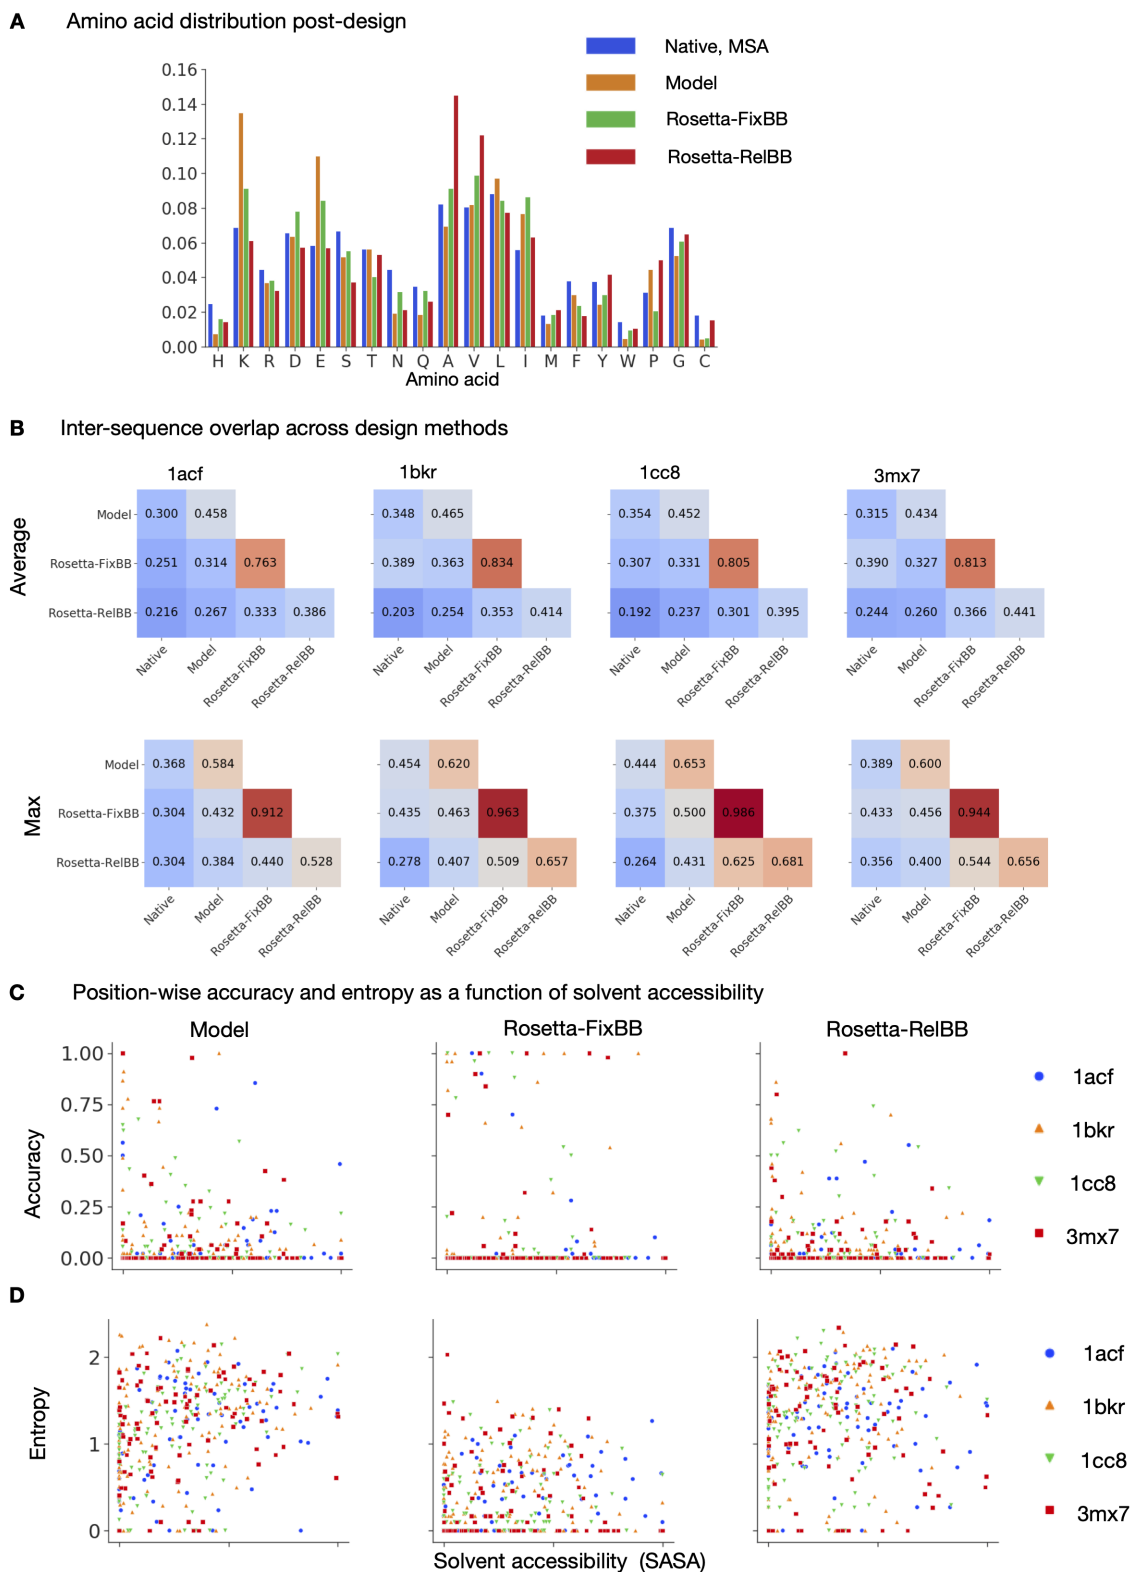 A Amino acid distribution post-design
Native, MSA
Model
Rosetta-FixBB
Rosetta-RelBB
0.16
0.14
0.12
0.10
0.08
0.06
0.04
0.02
0.00
H K R D E S T N Q A V L I M F Y W P G C
Amino acid
B Inter-sequence overlap across design methods
1acf 1bkr 1cc8 3mx7
Average
Model 0.300 0.458 0.348 0.465 0.354 0.452 0.315 0.434
Rosetta-FixBB 0.251 0.314 0.763 0.389 0.363 0.834 0.307 0.331 0.805 0.390 0.327 0.813
Rosetta-RelBB 0.216 0.267 0.333 0.386 0.203 0.254 0.353 0.414 0.192 0.237 0.301 0.395 0.244 0.260 0.366 0.441
Native Model Rosetta-FixBB Rosetta-RelBB Native Model Rosetta-FixBB Rosetta-RelBB Native Model Rosetta-FixBB Rosetta-RelBB Native Model Rosetta-FixBB Rosetta-RelBB
Max
Model 0.368 0.584 0.454 0.620 0.444 0.653 0.389 0.600
Rosetta-FixBB 0.304 0.432 0.912 0.435 0.463 0.963 0.375 0.500 0.986 0.433 0.456 0.944
Rosetta-RelBB 0.304 0.384 0.440 0.528 0.278 0.407 0.509 0.657 0.264 0.431 0.625 0.681 0.356 0.400 0.544 0.656
Native Model Rosetta-FixBB Rosetta-RelBB Native Model Rosetta-FixBB Rosetta-RelBB Native Model Rosetta-FixBB Rosetta-RelBB Native Model Rosetta-FixBB Rosetta-RelBB
C Position-wise accuracy and entropy as a function of solvent accessibility
Model Rosetta-FixBB Rosetta-RelBB
Accuracy
1.00
0.75
0.50
0.25
0.00
1acf
1bkr
1cc8
3mx7
D
Entropy
2
1
0
1acf
1bkr
1cc8
3mx7
Solvent accessibility (SASA)